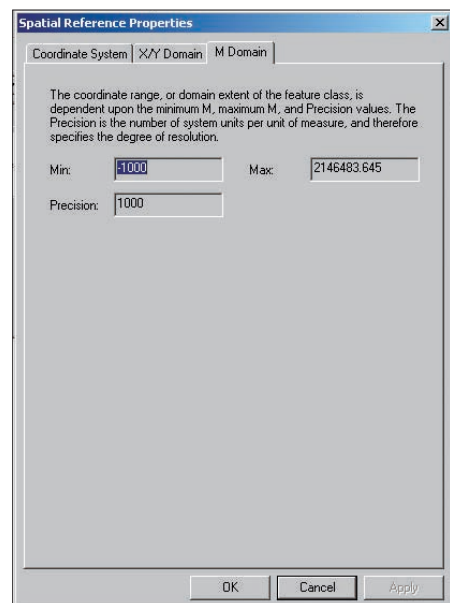 Spatial Reference Properties
Coordinate System X/Y Domain M Domain
The coordinate range, or domain extent of the feature class, is
dependent upon the minimum M, maximum M, and Precision values. The
Precision is the number of system units per unit of measure, and therefore
specifies the degree of resolution.
Min: -1000 Max: 2146483.645
Precision: 1000
OK Cancel Apply